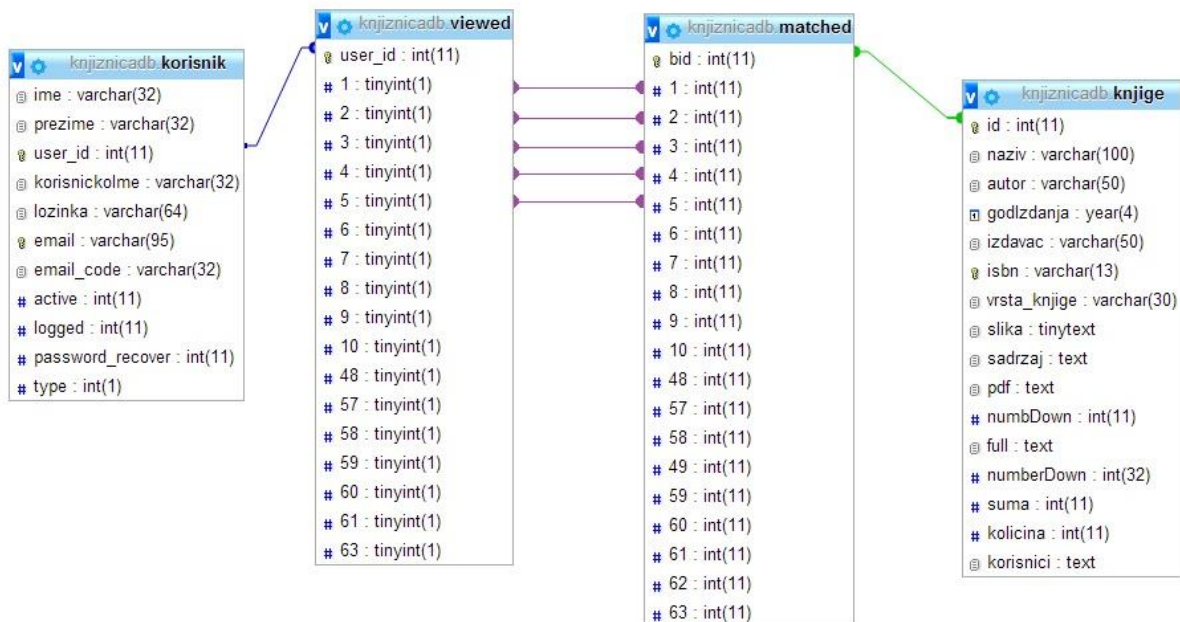 v knjiznicadb.korisnik
ime : varchar(32)
prezime : varchar(32)
user_id : int(11)
korisnickoIme : varchar(32)
lozinka : varchar(64)
email : varchar(95)
email_code : varchar(32)
# active : int(11)
# logged : int(11)
# password_recover : int(11)
# type : int(1)
v knjiznicadb.viewed
user_id : int(11)
# 1 : tinyint(1)
# 2 : tinyint(1)
# 3 : tinyint(1)
# 4 : tinyint(1)
# 5 : tinyint(1)
# 6 : tinyint(1)
# 7 : tinyint(1)
# 8 : tinyint(1)
# 9 : tinyint(1)
# 10 : tinyint(1)
# 48 : tinyint(1)
# 57 : tinyint(1)
# 58 : tinyint(1)
# 59 : tinyint(1)
# 60 : tinyint(1)
# 61 : tinyint(1)
# 63 : tinyint(1)
v knjiznicadb.matched
bid : int(11)
# 1 : int(11)
# 2 : int(11)
# 3 : int(11)
# 4 : int(11)
# 5 : int(11)
# 6 : int(11)
# 7 : int(11)
# 8 : int(11)
# 9 : int(11)
# 10 : int(11)
# 48 : int(11)
# 57 : int(11)
# 58 : int(11)
# 49 : int(11)
# 59 : int(11)
# 60 : int(11)
# 61 : int(11)
# 62 : int(11)
# 63 : int(11)
v knjiznicadb.knjige
id : int(11)
naziv : varchar(100)
autor : varchar(50)
godIzdanja : year(4)
izdavac : varchar(50)
isbn : varchar(13)
vrsta_knjige : varchar(30)
slika : tinytext
sadrzaj : text
pdf : text
# numbDown : int(11)
full : text
# numberDown : int(32)
# suma : int(11)
# kolicina : int(11)
korisnici : text